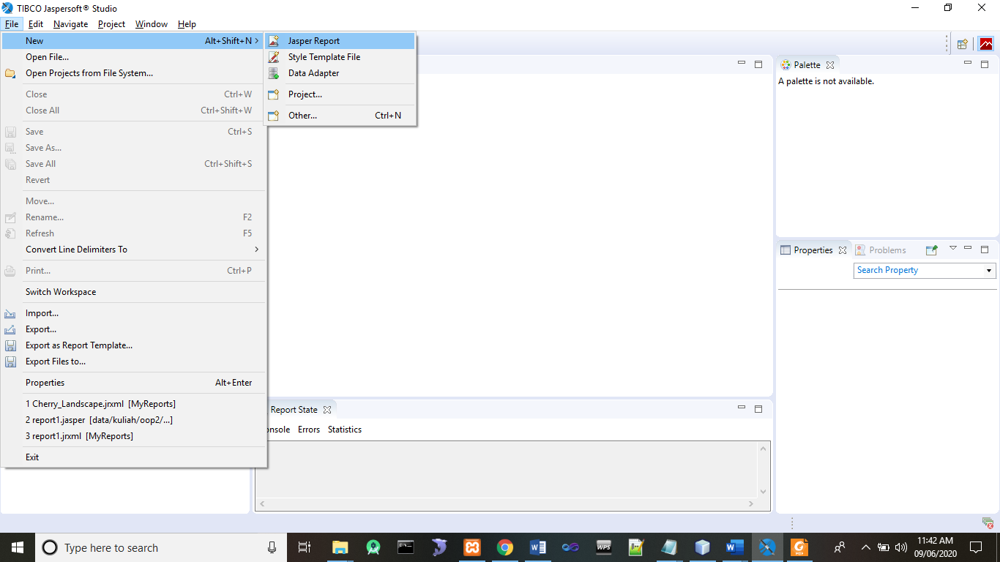 TIBCO Jaspersoft® Studio
File Edit Navigate Project Window Help
New Alt+Shift+N
Open File...
Open Projects from File System...
Close Ctrl+W
Close All Ctrl+Shift+W
Save Ctrl+S
Save As...
Save All Ctrl+Shift+S
Revert
Move...
Rename... F2
Refresh F5
Convert Line Delimiters To
Print... Ctrl+P
Switch Workspace
Import...
Export...
Export as Report Template...
Export Files to...
Properties Alt+Enter
1 Cherry_Landscape.jrxml [MyReports]
2 report1.jasper [data/kuliah/oop2/...]
3 report1.jrxml [MyReports]
Exit
Jasper Report
Style Template File
Data Adapter
Project...
Other... Ctrl+N
Palette
A palette is not available.
Properties Problems
Search Property
Report State
onsole Errors Statistics
Type here to search
WPS
PDF
11:42 AM
09/06/2020